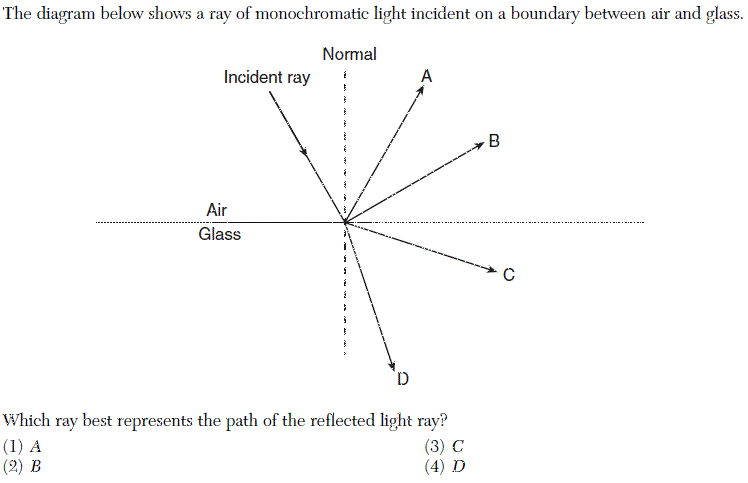 The diagram below shows a ray of monochromatic light incident on a boundary between air and glass.
Normal
Incident ray
A
B
Air
Glass
C
D
Which ray best represents the path of the reflected light ray?
(1) A
(3) C
(2) B
(4) D